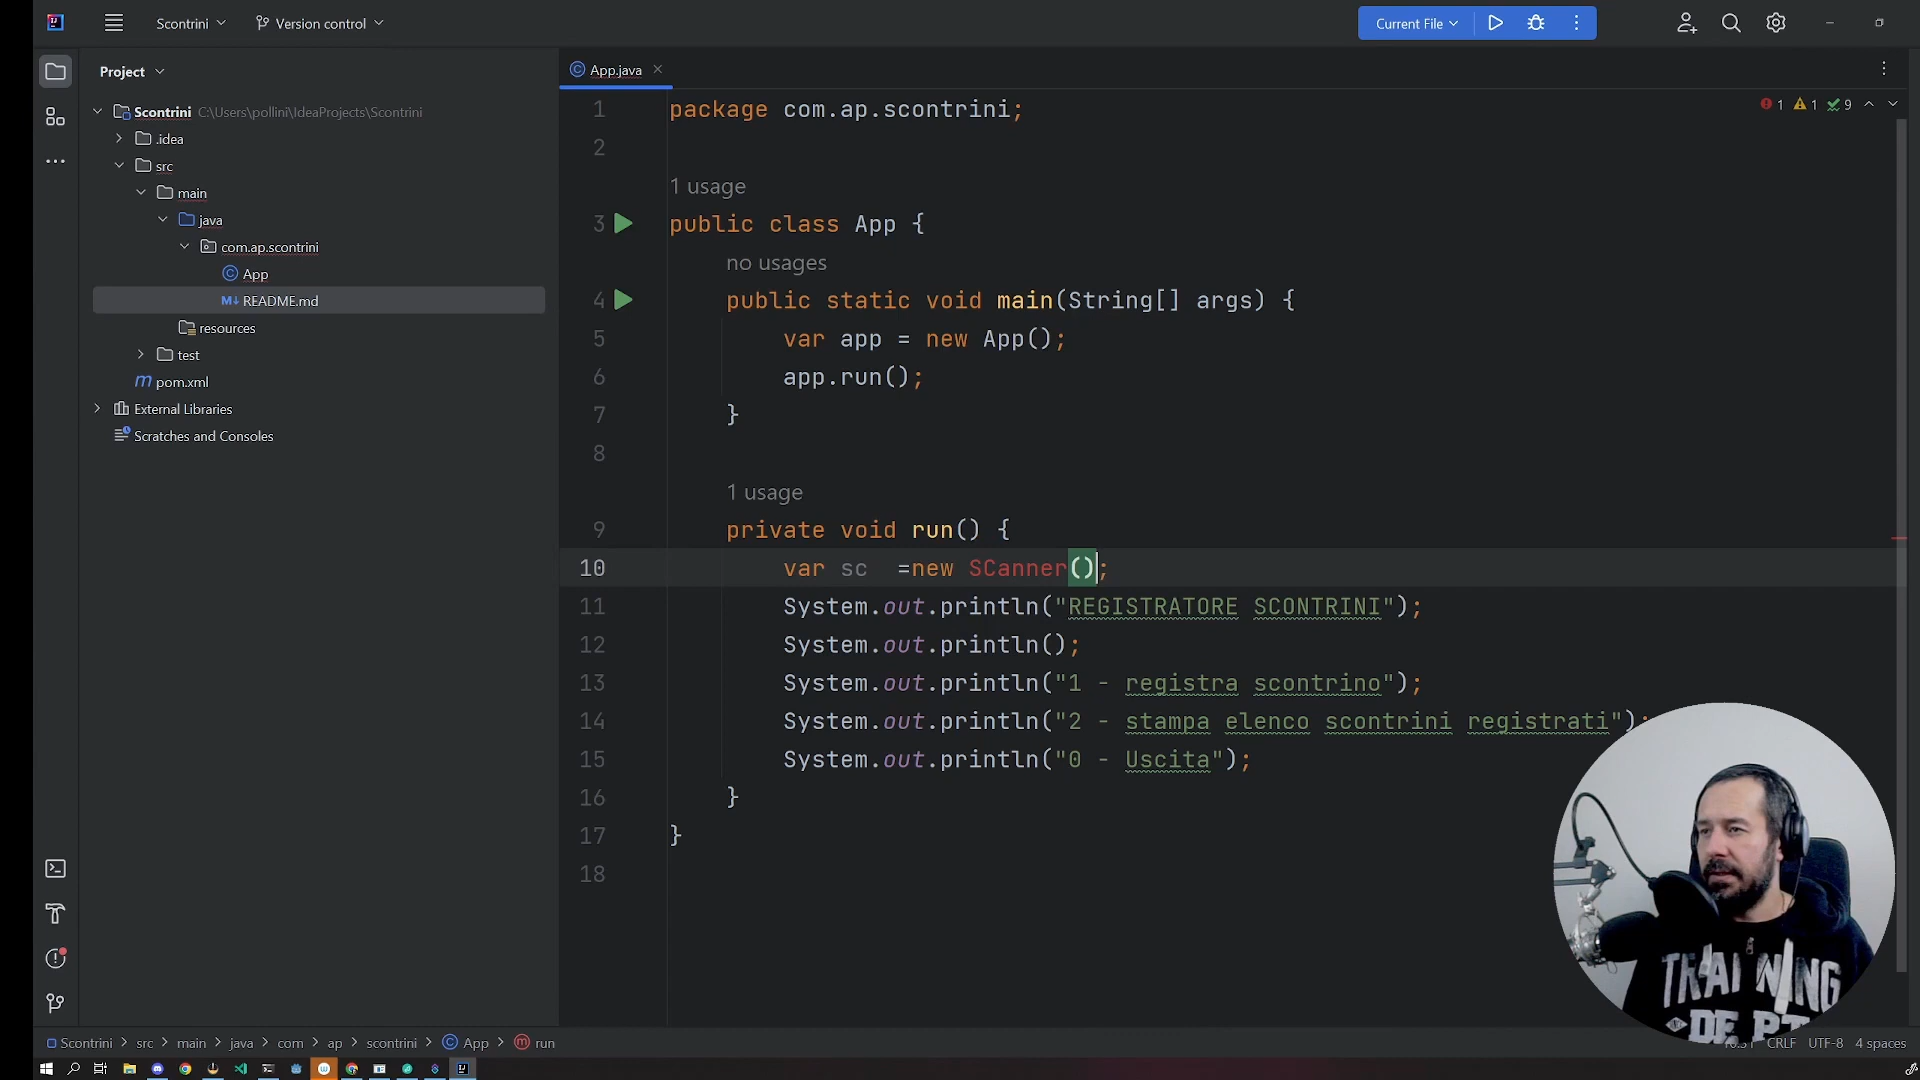 Scontrini
Version control
Current File
Project
Scontrini C:\Users\pollini\IdeaProjects\Scontrini
.idea
src
main
java
com.ap.scontrini
App
README.md
resources
test
pom.xml
External Libraries
Scratches and Consoles
App.java
1 1 9
1 package com.ap.scontrini;
2
1 usage
3 public class App {
no usages
4 public static void main(String[] args) {
5 var app = new App();
6 app.run();
7 }
8
1 usage
9 private void run() {
10 var sc  =new SCanner();
11 System.out.println("REGISTRATORE SCONTRINI");
12 System.out.println();
13 System.out.println("1 - registra scontrino");
14 System.out.println("2 - stampa elenco scontrini registrati");
15 System.out.println("0 - Uscita");
16 }
17 }
18
TRAINING
DEPT
Scontrini > src > main > java > com > ap > scontrini > App > run
CRLF UTF-8 4 spaces